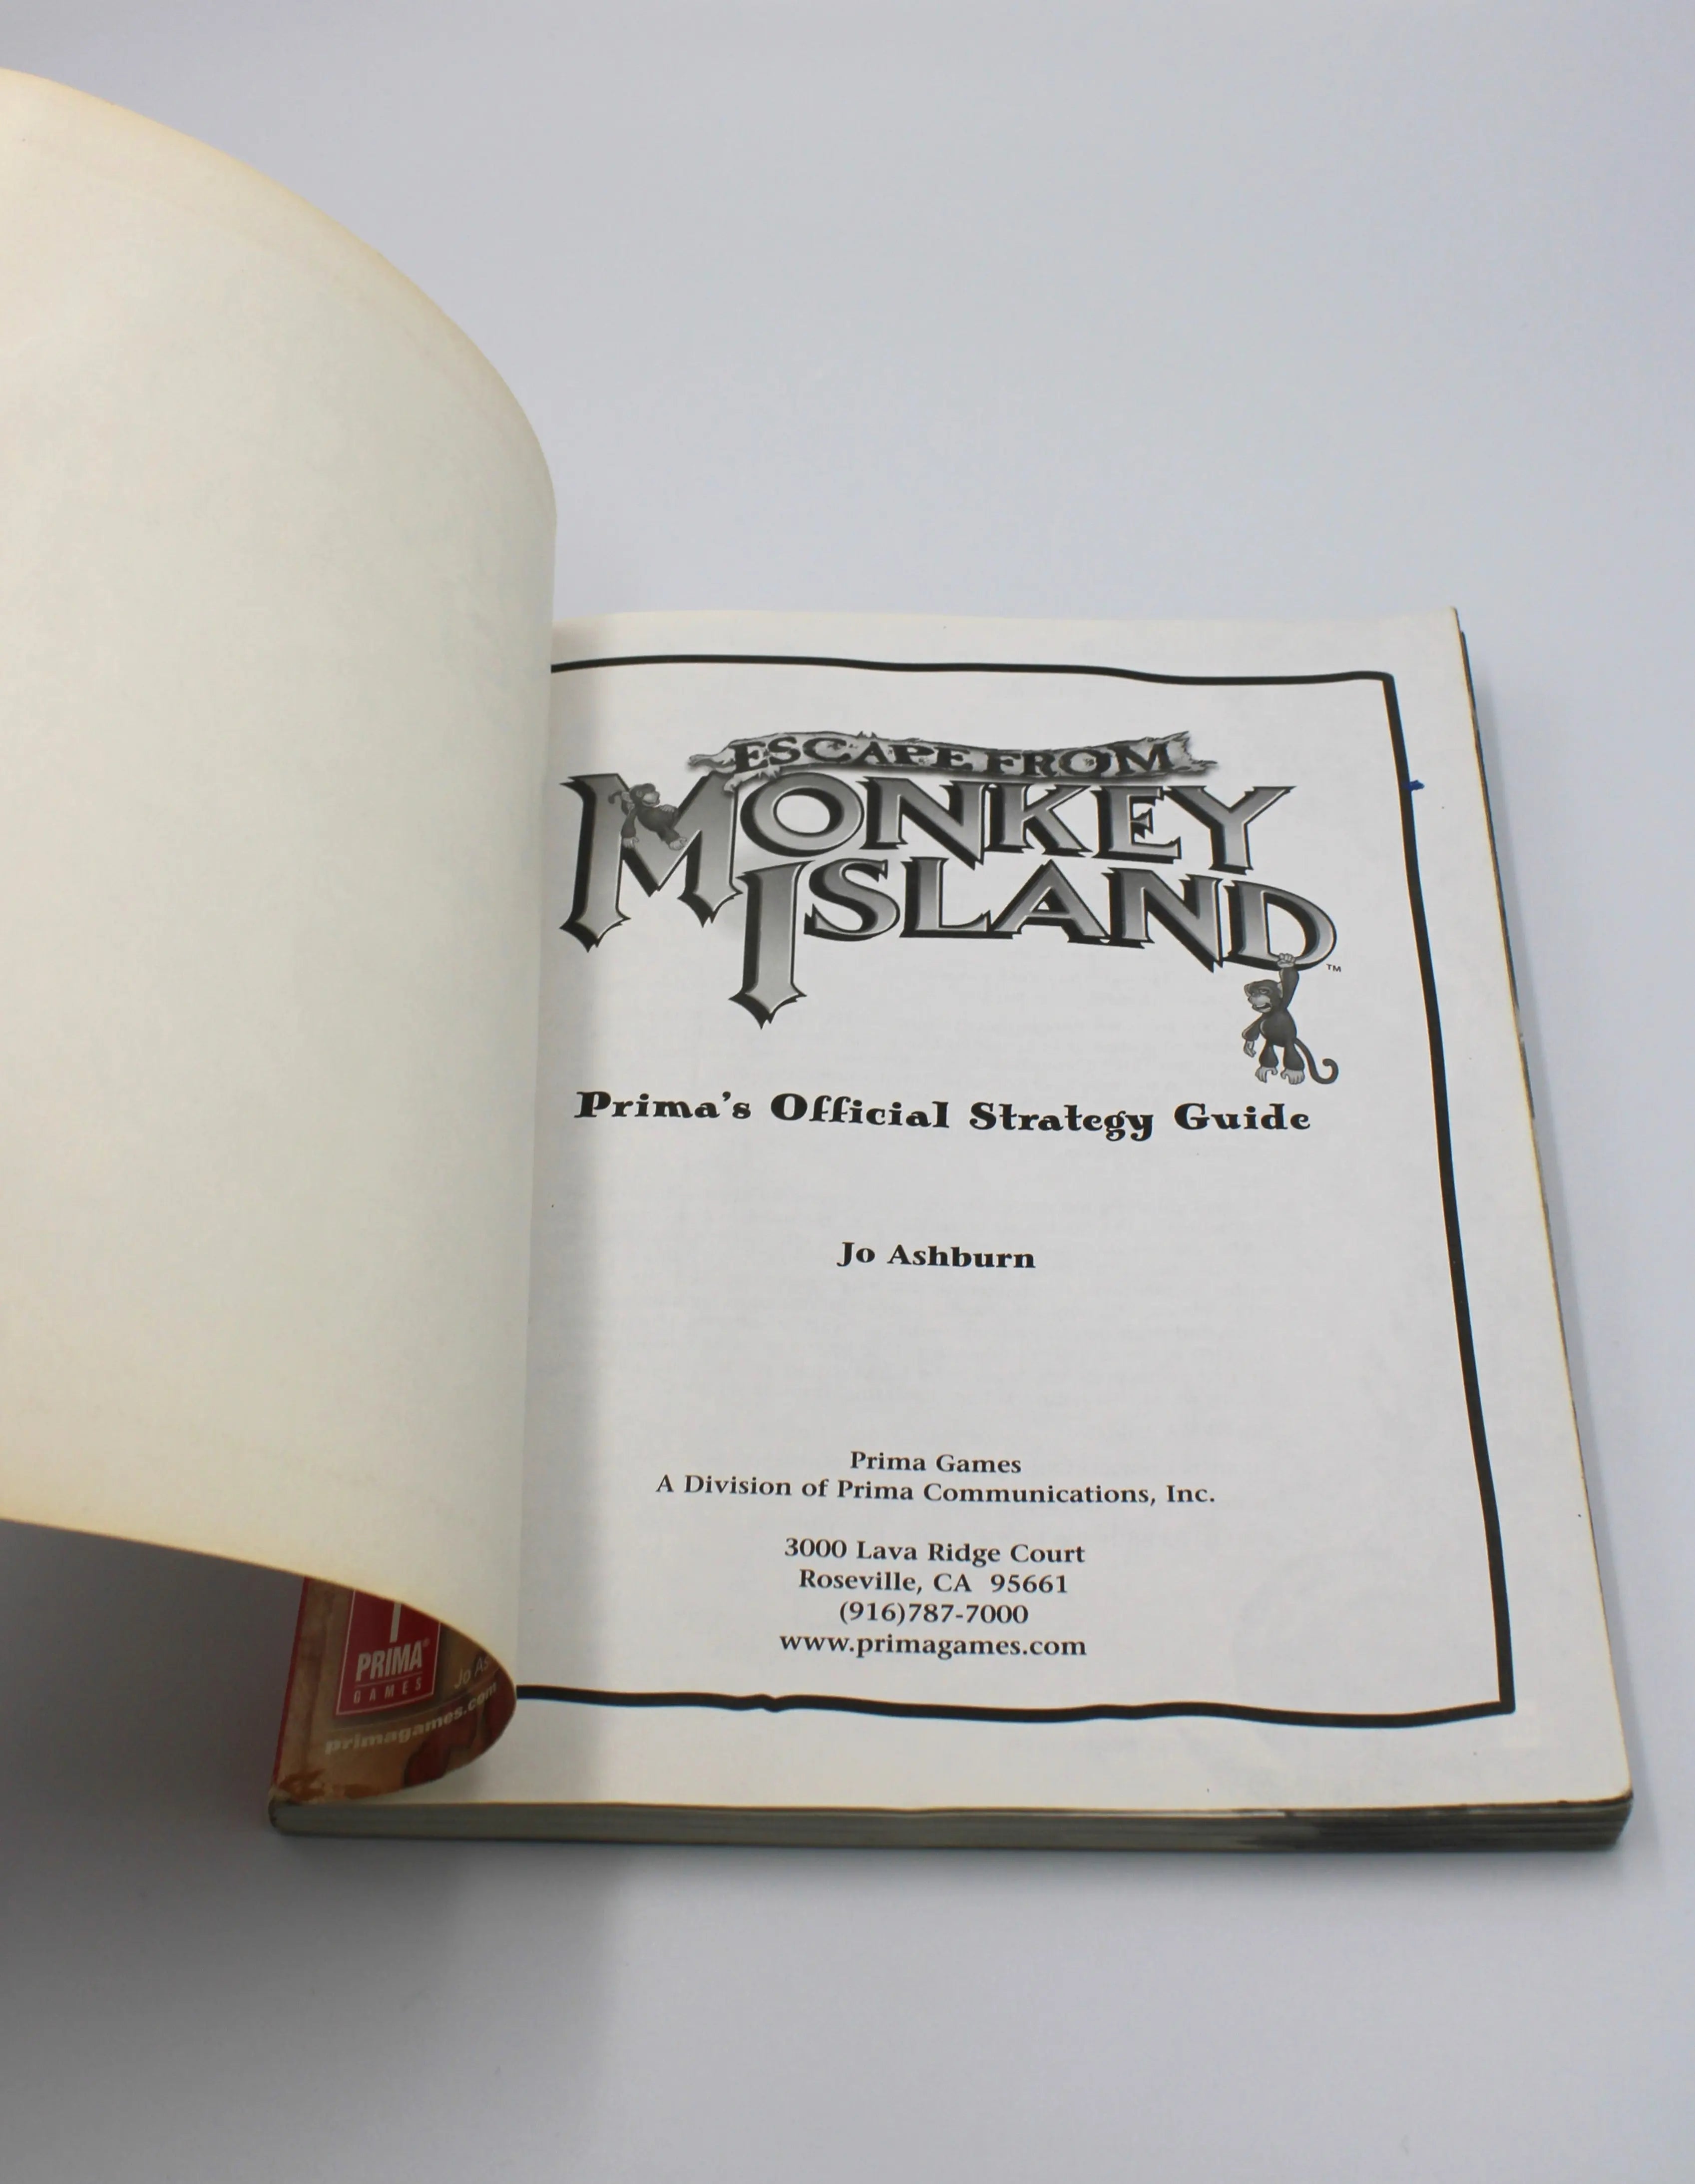 ESCAPE FROM
MONKEY
ISLAND
TM
Prima's Official Strategy Guide
Jo Ashburn
Prima Games
A Division of Prima Communications, Inc.
3000 Lava Ridge Court
Roseville, CA 95661
(916)787-7000
www.primagames.com
PRIMA®
GAMES
Jo
primagames.com